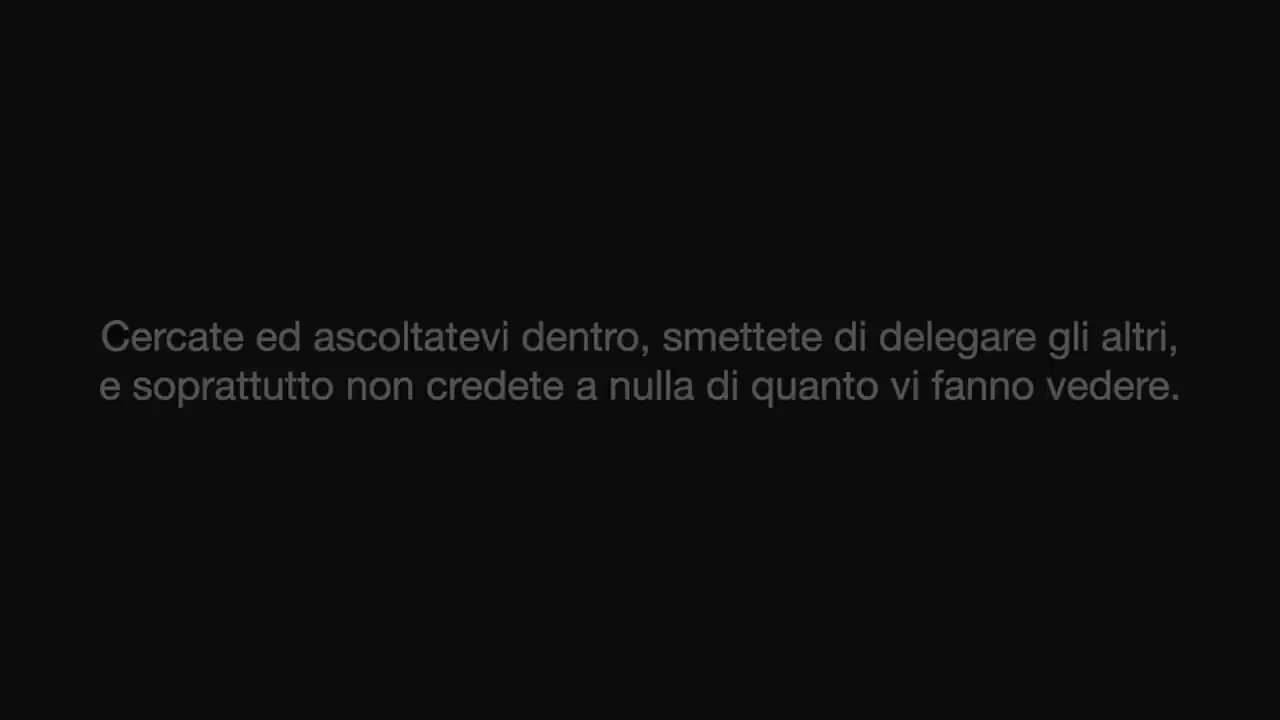 Cercate ed ascoltatevi dentro, smettete di delegare gli altri,
e soprattutto non credete a nulla di quanto vi fanno vedere.